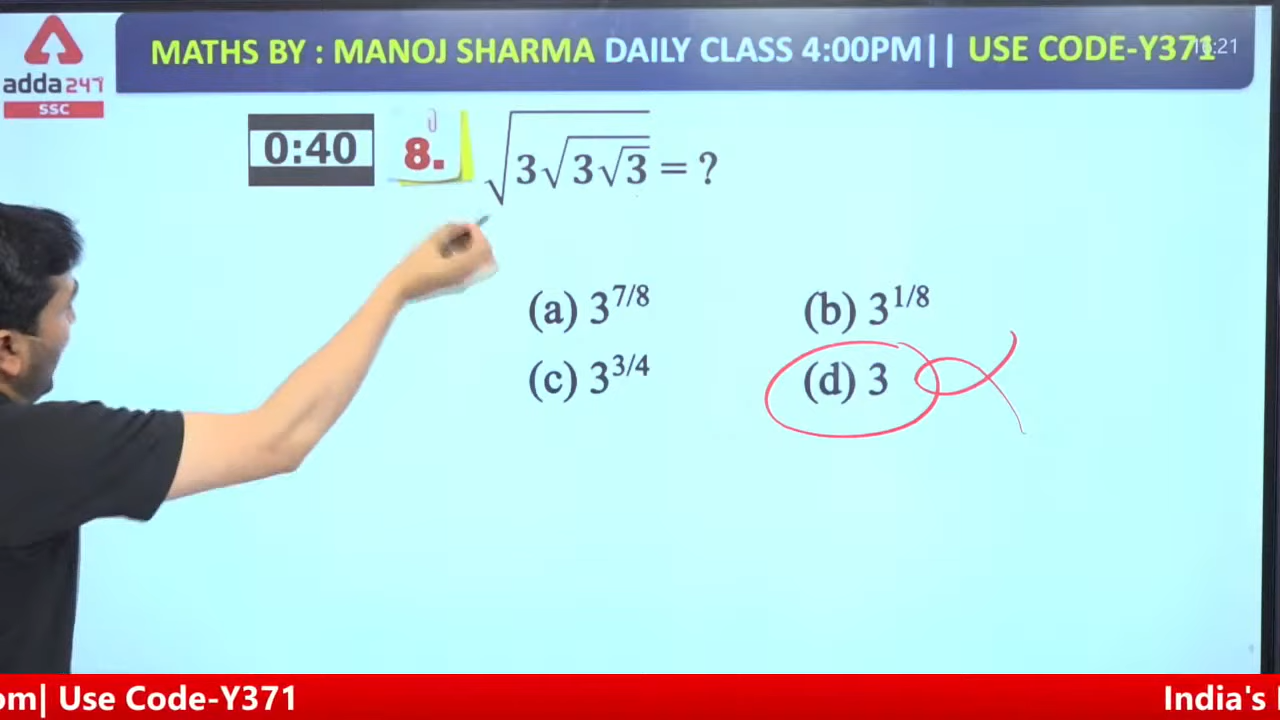 adda247
SSC
MATHS BY : MANOJ SHARMA DAILY CLASS 4:00PM|| USE CODE-Y371
:21
0:40
8. √3√3√3 = ?
(a) 3^7/8 (b) 3^1/8
(c) 3^3/4 (d) 3
om| Use Code-Y371
India's